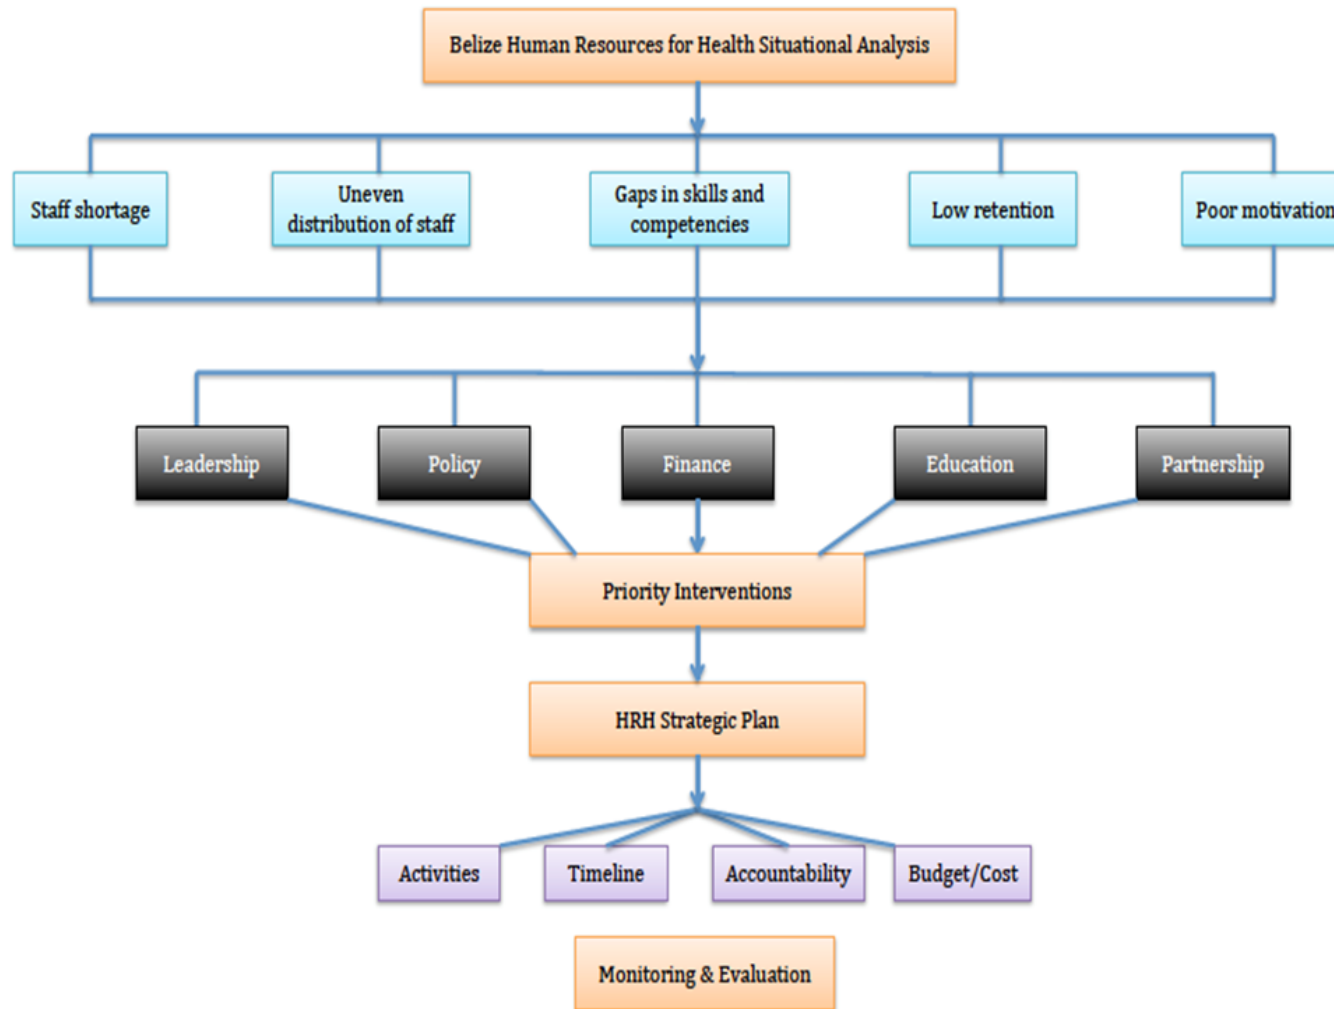 Belize Human Resources for Health Situational Analysis
Staff shortage
Uneven
distribution of staff
Gaps in skills and
competencies
Low retention
Poor motivation
Leadership
Policy
Finance
Education
Partnership
Priority Interventions
HRH Strategic Plan
Activities
Timeline
Accountability
Budget/Cost
Monitoring & Evaluation